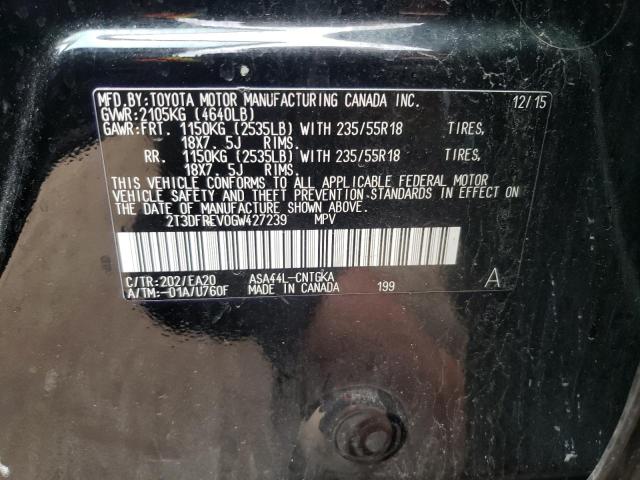 MFD.BY:TOYOTA MOTOR MANUFACTURING CANADA INC. 12/15
GVWR:2105KG (4640LB)
GAWR:FRT. 1150KG (2535LB) WITH 235/55R18 TIRES,
18X7.5J RIMS.
RR. 1150KG (2535LB) WITH 235/55R18 TIRES,
18X7.5J RIMS.
THIS VEHICLE CONFORMS TO ALL APPLICABLE FEDERAL MOTOR
VEHICLE SAFETY AND THEFT PREVENTION STANDARDS IN EFFECT ON
THE DATE OF MANUFACTURE SHOWN ABOVE.
2T3DFREV0GW427239 MPV
C/TR:202/EA20 ASA44L-CNTGKA A
A/TM:-01A/U760F MADE IN CANADA 199